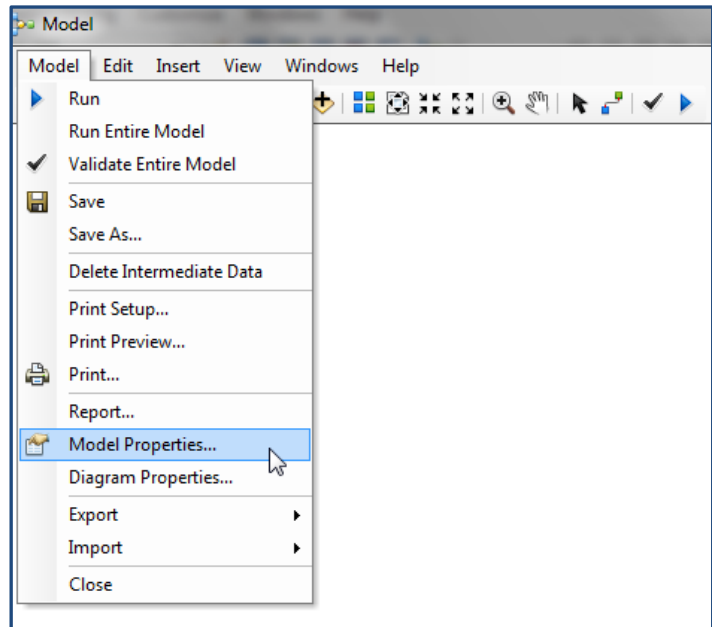 Model
Model Edit Insert View Windows Help
Run
Run Entire Model
Validate Entire Model
Save
Save As...
Delete Intermediate Data
Print Setup...
Print Preview...
Print...
Report...
Model Properties...
Diagram Properties...
Export
Import
Close